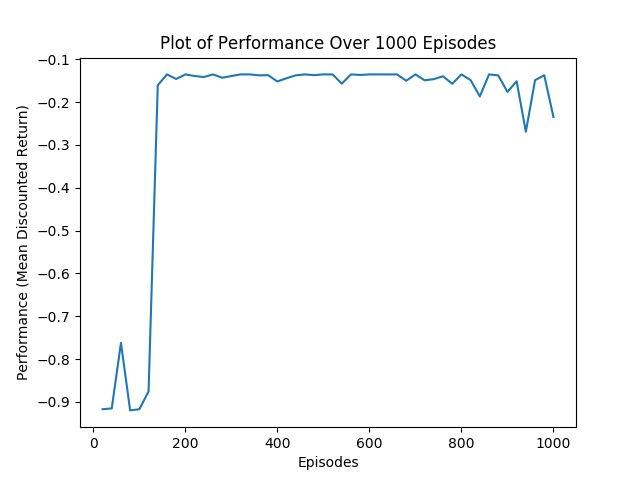 Plot of Performance Over 1000 Episodes
Performance (Mean Discounted Return)
−0.1
−0.2
−0.3
−0.4
−0.5
−0.6
−0.7
−0.8
−0.9
0 200 400 600 800 1000
Episodes